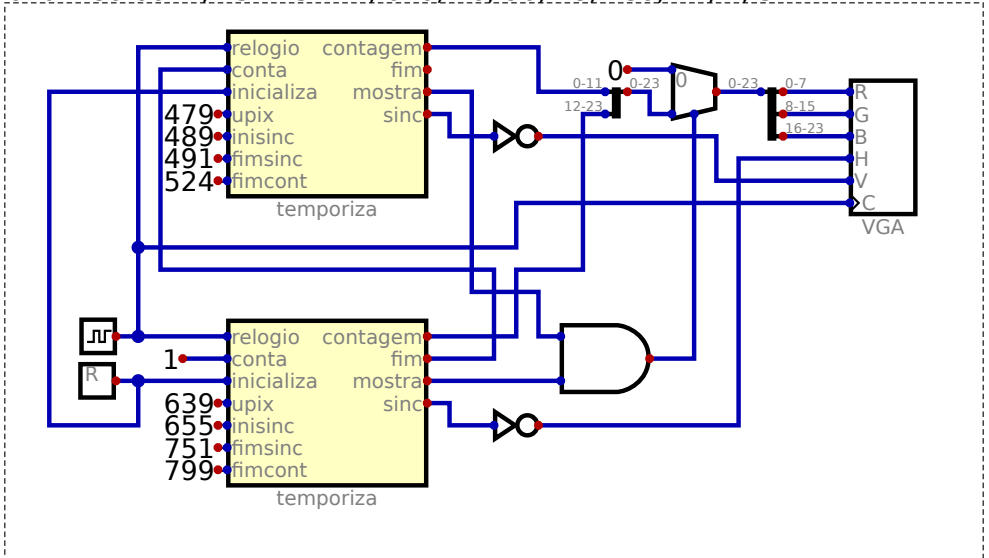 relogio contagem
conta fim
inicializa mostra
479 upix sinc
489 inisinc
491 fimsinc
524 fimcont
temporiza
0
0
0-11 0-23
12-23
0-23 0-7
8-15
16-23
R
G
B
H
V
C
VGA
relogio contagem
1 conta fim
R inicializa mostra
639 upix sinc
655 inisinc
751 fimsinc
799 fimcont
temporiza